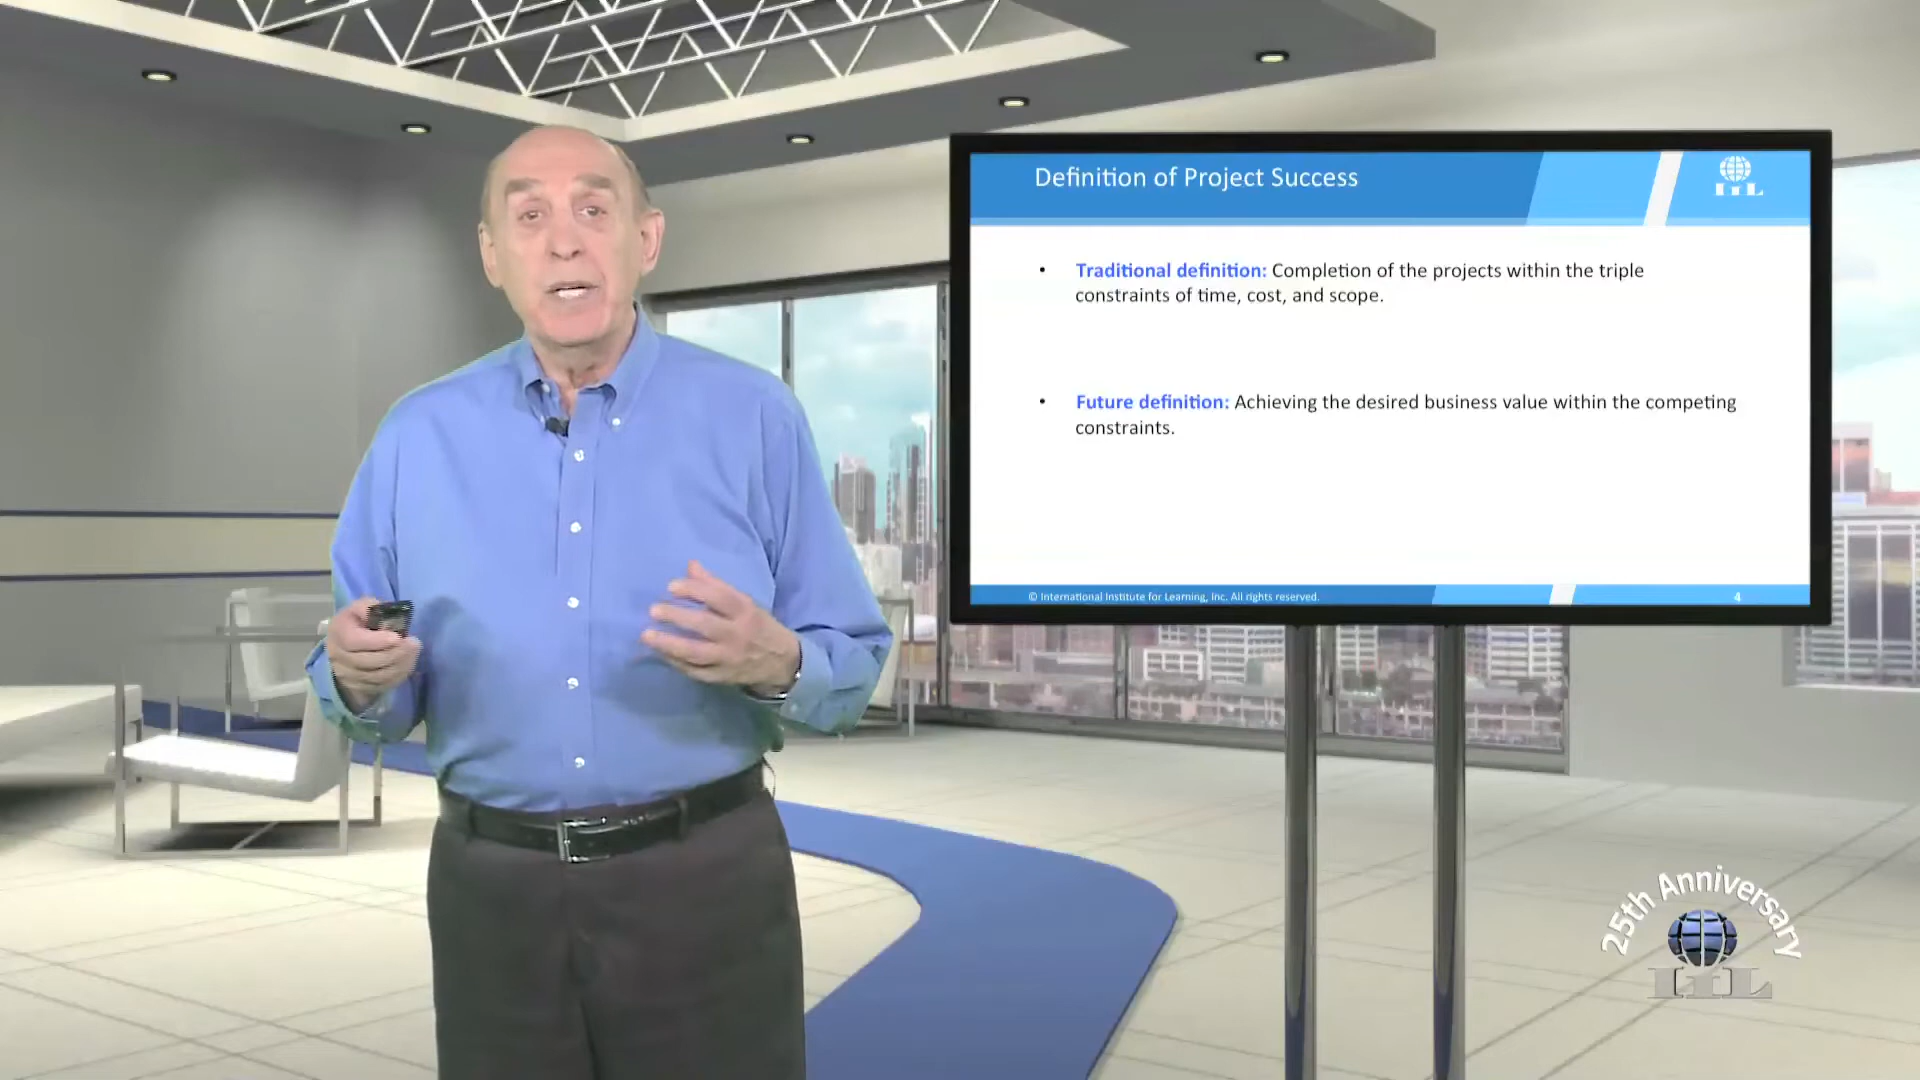 Definition of Project Success
IIL
• Traditional definition: Completion of the projects within the triple
constraints of time, cost, and scope.
• Future definition: Achieving the desired business value within the competing
constraints.
© International Institute for Learning, Inc. All rights reserved.
4
25th Anniversary
IIL